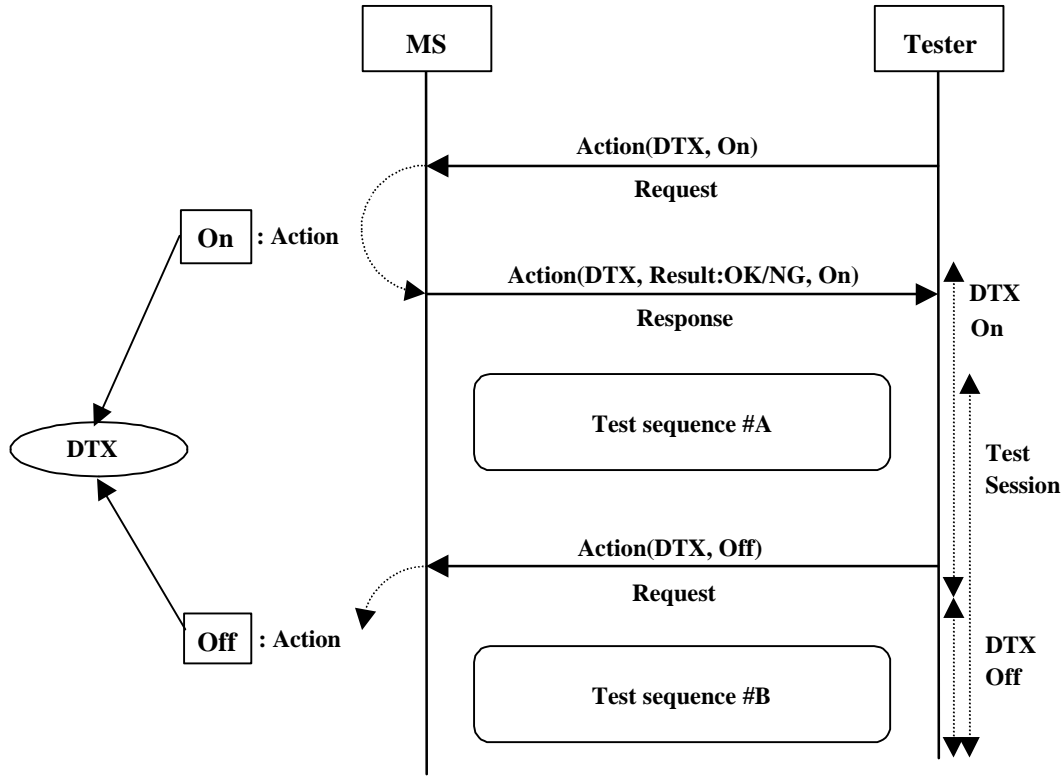 MS
Tester
Action(DTX, On)
Request
On
: Action
Action(DTX, Result:OK/NG, On)
Response
DTX
On
Test sequence #A
DTX
Test
Session
Action(DTX, Off)
Request
Off
: Action
DTX
Off
Test sequence #B